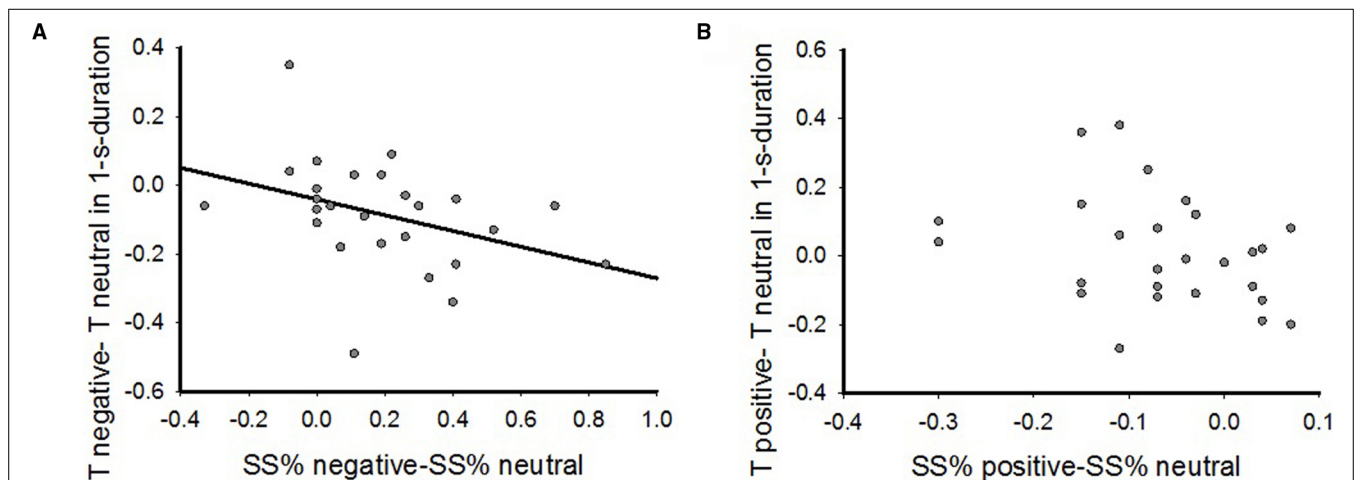 A
T negative- T neutral in 1-s-duration
0.4
0.2
0.0
-0.2
-0.4
-0.6
-0.4 -0.2 0.0 0.2 0.4 0.6 0.8 1.0
SS% negative-SS% neutral
B
T positive- T neutral in 1-s-duration
0.6
0.4
0.2
0.0
-0.2
-0.4
-0.4 -0.3 -0.2 -0.1 0.0 0.1
SS% positive-SS% neutral